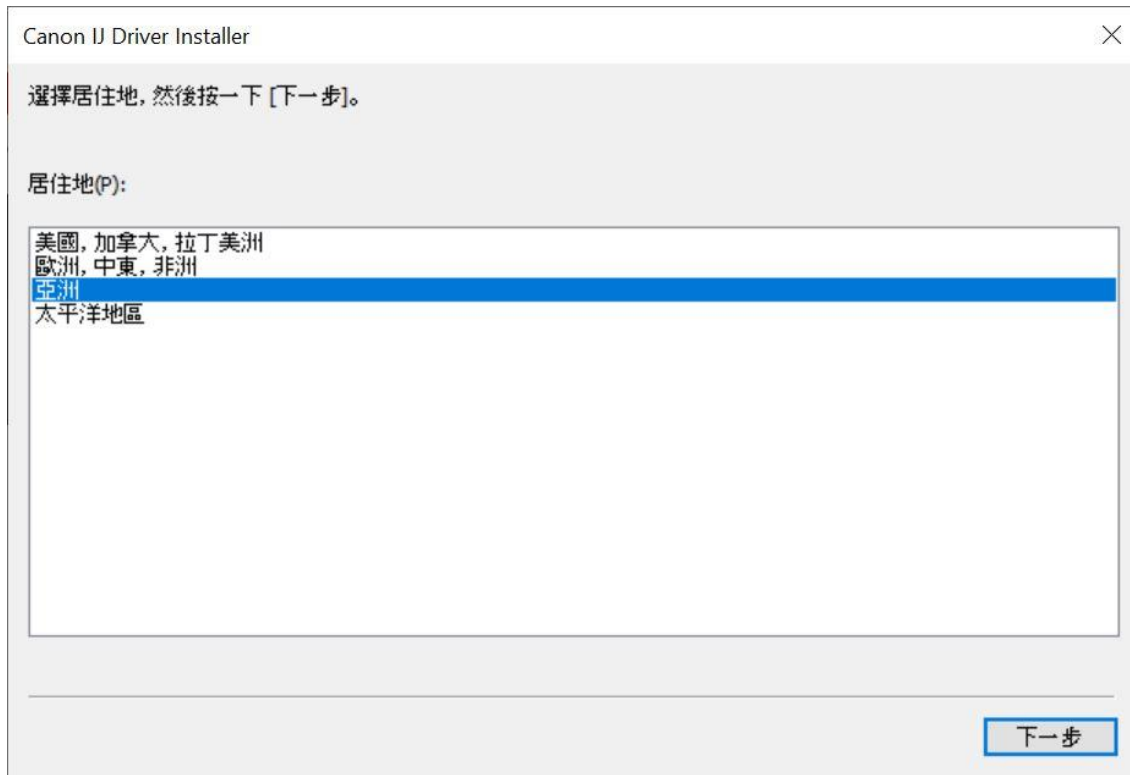 Canon IJ Driver Installer
選擇居住地, 然後按一下 [下一步]。
居住地(P):
美國, 加拿大, 拉丁美洲
歐洲, 中東, 非洲
亞洲
太平洋地區
下一步